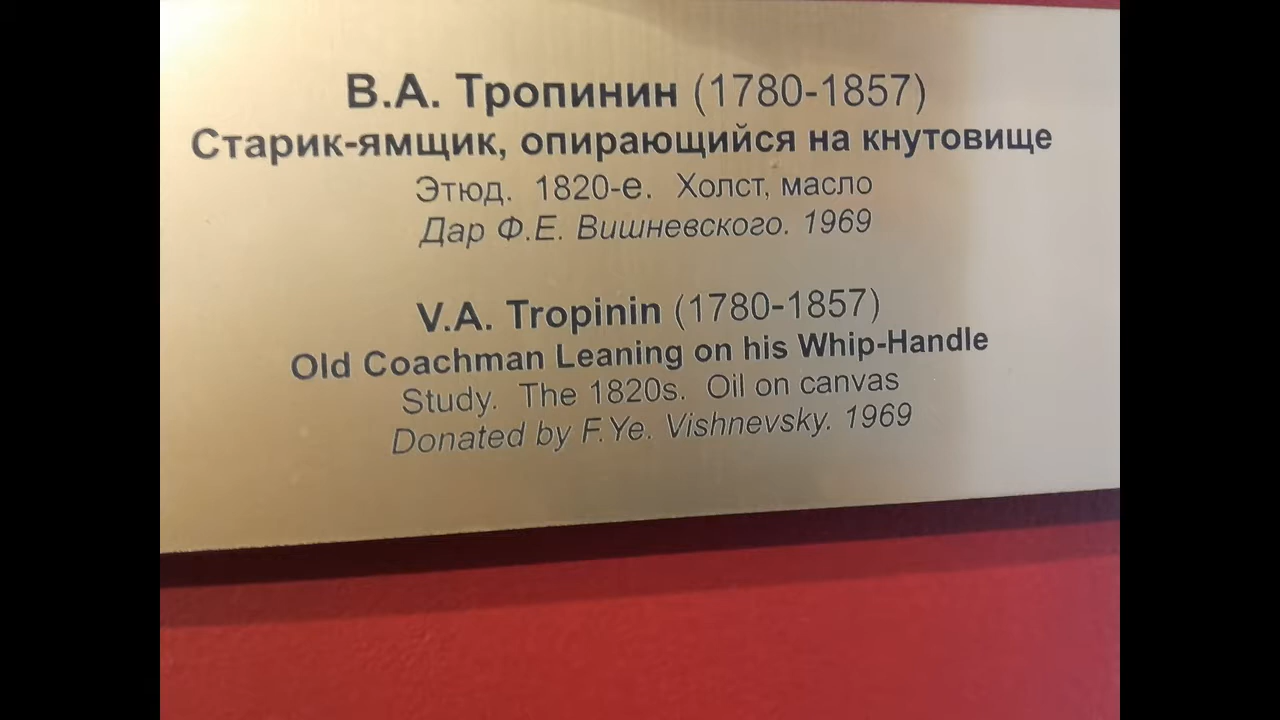 В.А. Тропинин (1780-1857)
Старик-ямщик, опирающийся на кнутовище
Этюд. 1820-е. Холст, масло
Дар Ф.Е. Вишневского. 1969
V.A. Tropinin (1780-1857)
Old Coachman Leaning on his Whip-Handle
Study. The 1820s. Oil on canvas
Donated by F.Ye. Vishnevsky. 1969